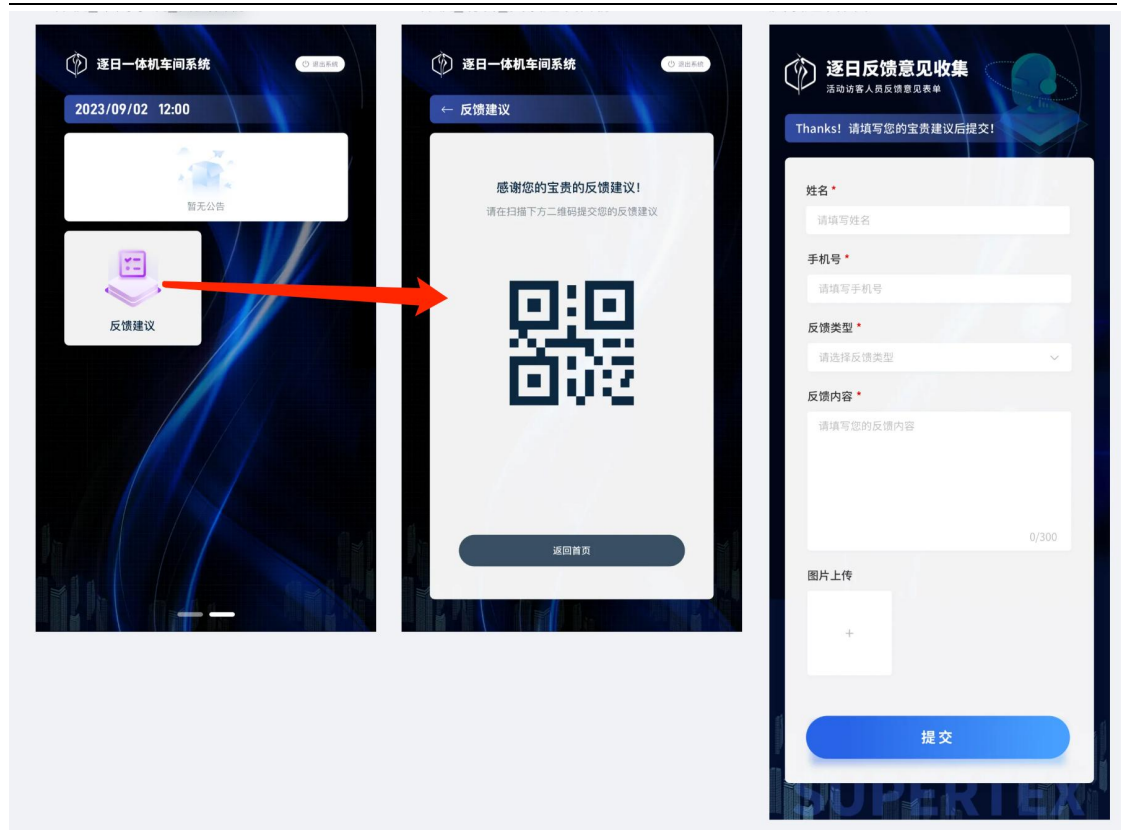 逐日一体机车间系统
退出系统
2023/09/02 12:00
暂无公告
反馈建议
逐日一体机车间系统
退出系统
← 反馈建议
感谢您的宝贵的反馈建议!
请在扫描下方二维码提交您的反馈建议
返回首页
逐日反馈意见收集
活动访客人员反馈意见表单
Thanks! 请填写您的宝贵建议后提交!
姓名 *
请填写姓名
手机号 *
请填写手机号
反馈类型 *
请选择反馈类型
反馈内容 *
请填写您的反馈内容
0/300
图片上传
+
提交
SUPERTEX